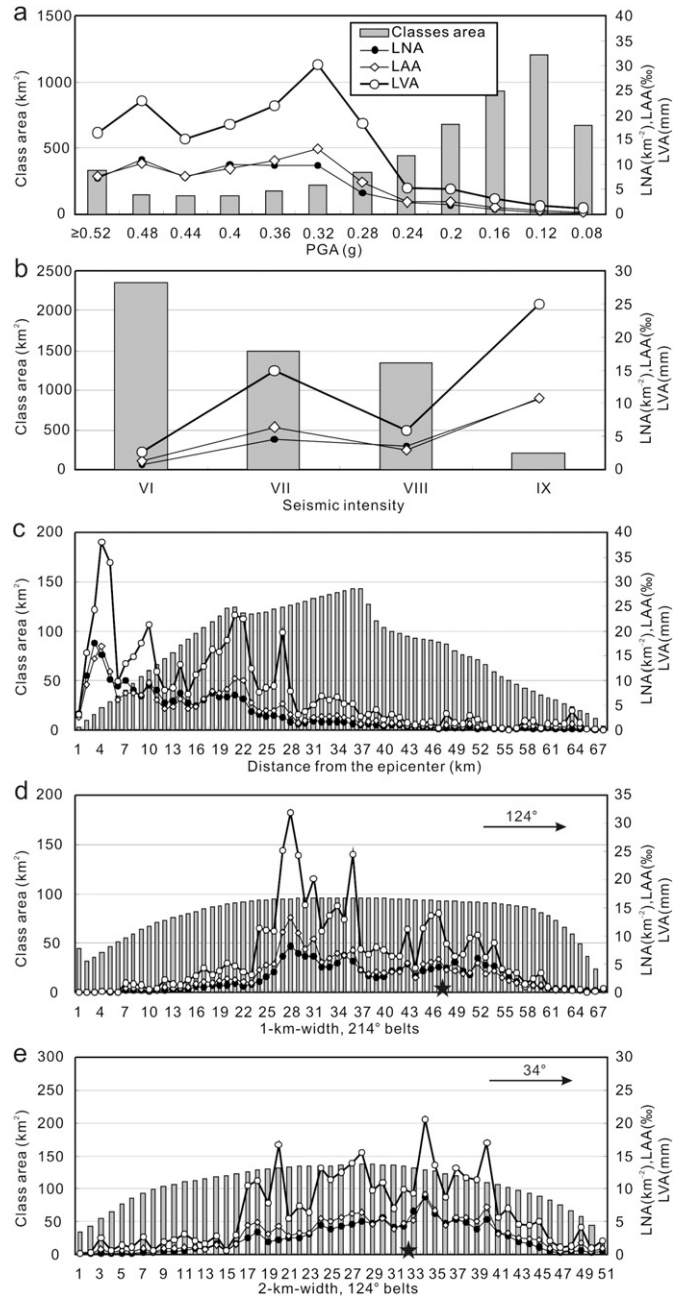 a
Classes area
LNA
LAA
LVA
1500
1000
500
0
Class area (km²)
40
35
30
25
20
15
10
5
0
LNA(km⁻²),LAA(‰)
LVA(mm)
≥0.52 0.48 0.44 0.4 0.36 0.32 0.28 0.24 0.2 0.16 0.12 0.08
PGA (g)
b
2500
2000
1500
1000
500
0
Class area (km²)
30
25
20
15
10
5
0
LNA(km⁻²),LAA(‰)
LVA(mm)
VI VII VIII IX
Seismic intensity
c
200
150
100
50
0
Class area (km²)
40
35
30
25
20
15
10
5
0
LNA(km⁻²),LAA(‰)
LVA(mm)
1 4 7 10 13 16 19 22 25 28 31 34 37 40 43 46 49 52 55 58 61 64 67
Distance from the epicenter (km)
d
200
150
100
50
0
Class area (km²)
124°
35
30
25
20
15
10
5
0
LNA(km⁻²),LAA(‰)
LVA(mm)
1 4 7 10 13 16 19 22 25 28 31 34 37 40 43 46 49 52 55 58 61 64 67
1-km-width, 214° belts
e
300
250
200
150
100
50
0
Class area (km²)
34°
30
25
20
15
10
5
0
LNA(km⁻²),LAA(‰)
LVA(mm)
1 3 5 7 9 11 13 15 17 19 21 23 25 27 29 31 33 35 37 39 41 43 45 47 49 51
2-km-width, 124° belts